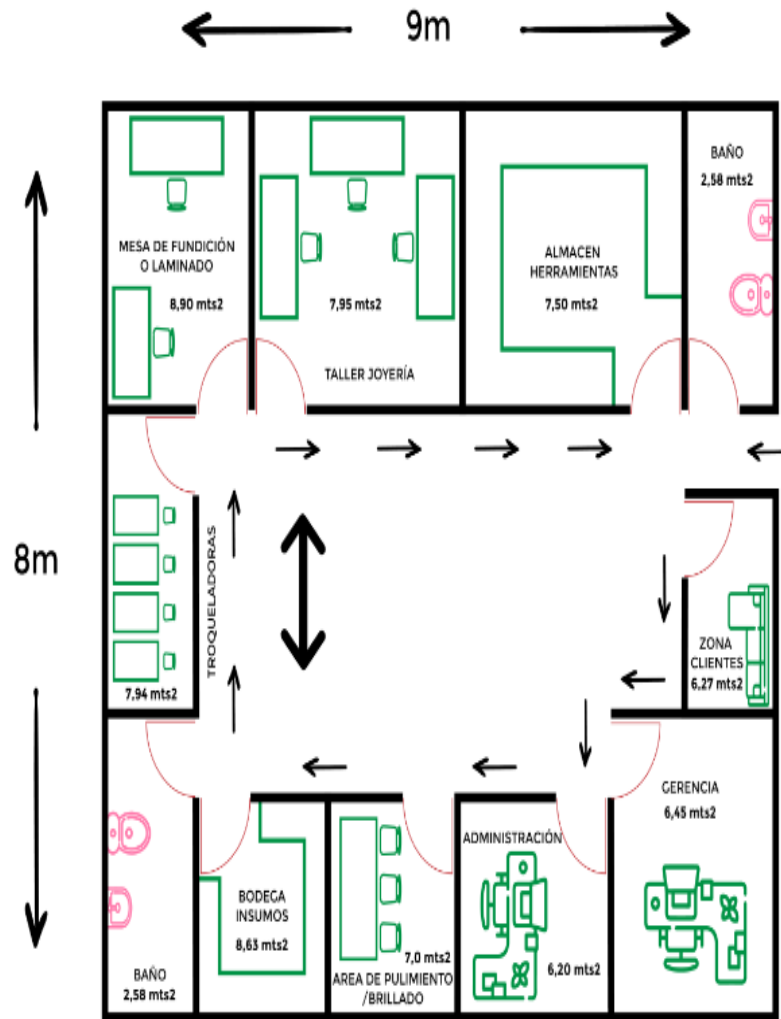 9m
BAÑO
2,58 mts2
MESA DE FUNDICIÓN
O LAMINADO
8,90 mts2
7,95 mts2
TALLER JOYERÍA
ALMACEN
HERRAMIENTAS
7,50 mts2
8m
TROQUELADORAS
7,94 mts2
ZONA
CLIENTES
6,27 mts2
GERENCIA
6,45 mts2
ADMINISTRACIÓN
6,20 mts2
7,0 mts2
AREA DE PULIMIENTO
/BRILLADO
BODEGA
INSUMOS
8,63 mts2
BAÑO
2,58 mts2